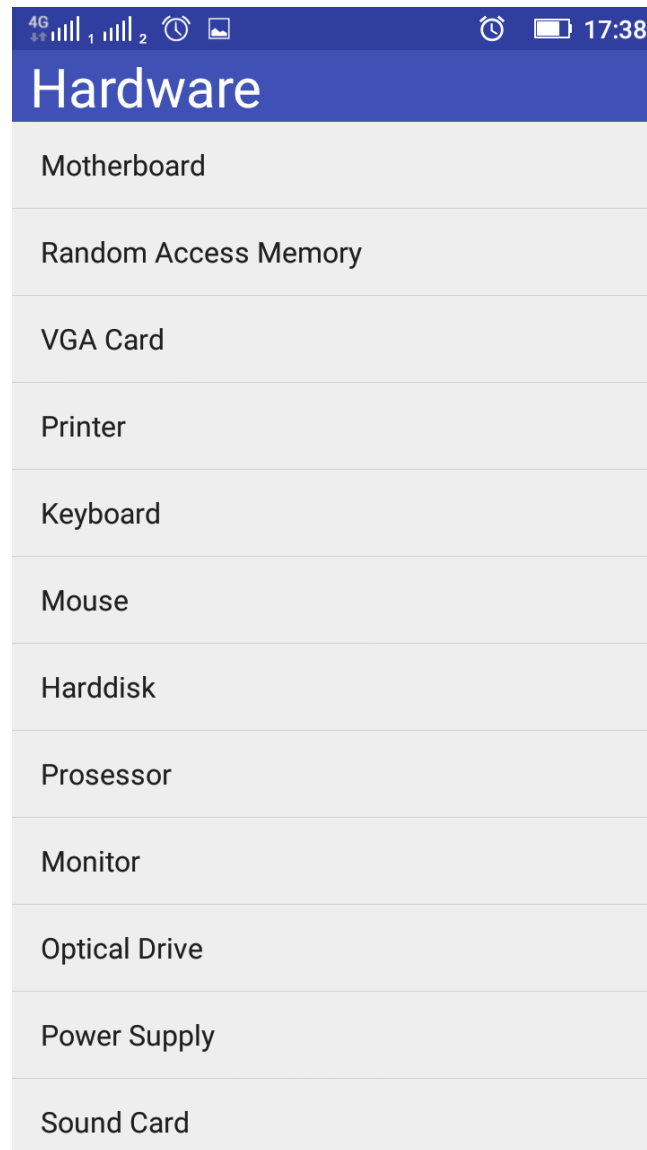 4G 1 2 17:38
Hardware
Motherboard
Random Access Memory
VGA Card
Printer
Keyboard
Mouse
Harddisk
Prosessor
Monitor
Optical Drive
Power Supply
Sound Card